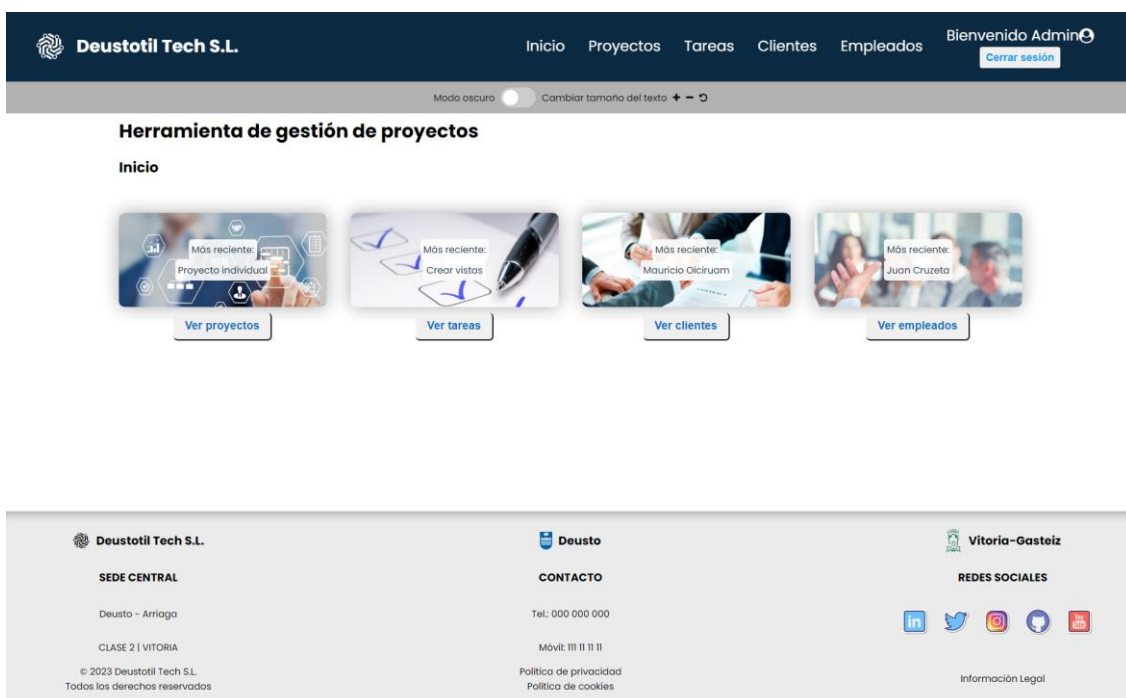 Deustotil Tech S.L.
Inicio Proyectos Tareas Clientes Empleados
Bienvenido Admin
Cerrar sesión
Modo oscuro Cambiar tamaño del texto
Herramienta de gestión de proyectos
Inicio
Más reciente:
Proyecto individual
Ver proyectos
Más reciente:
Crear vistas
Ver tareas
Más reciente:
Mauricio Oiciruam
Ver clientes
Más reciente:
Juan Cruzeta
Ver empleados
Deustotil Tech S.L.
SEDE CENTRAL
Deusto - Arriaga
CLASE 2 | VITORIA
© 2023 Deustotil Tech S.L.
Todos los derechos reservados
Deusto
CONTACTO
Tel.: 000 000 000
Móvil: 111 11 11 11
Política de privacidad
Política de cookies
Vitoria-Gasteiz
REDES SOCIALES
in
Información Legal